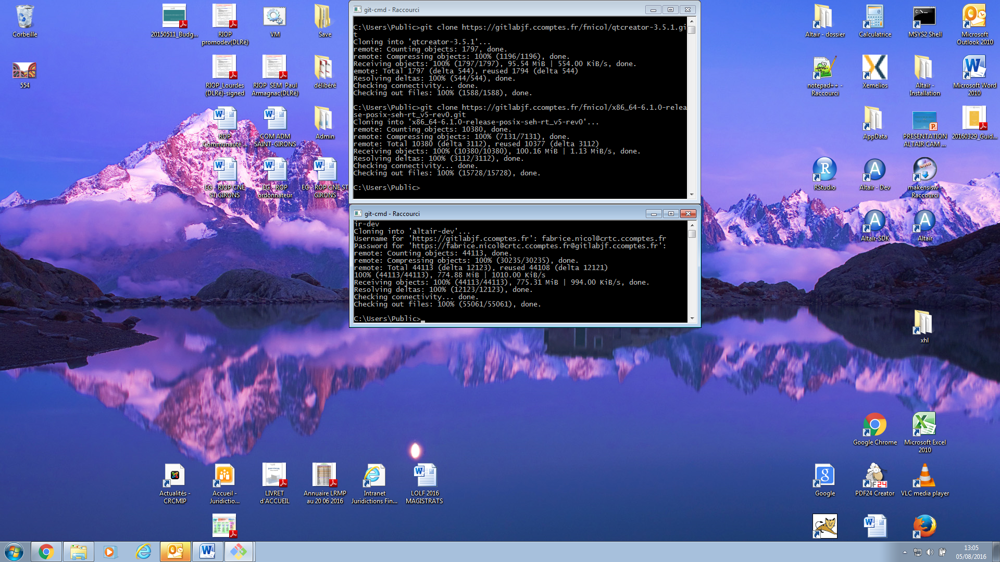 Corbeille
554
20150511_Budg...
RIOP
promodev(DLRé)
VM
Save
RIOP_Lourdes
(DLRé)-signed
RIOP_SEM_Paul
Armagnac(DLRé)
délibéré
ROP
Communauté ...
COM ADM
SAINT-GIRONS
Admin
EG - RIOP CNE
ST GIRONS
EG - ROP
ordonnateur
EG - ROP CNE ST
GIRONS
git-cmd - Raccourci
C:\Users\Public>git clone https://gitlabjf.ccomptes.fr/fnicol/qtcreator-3.5.1.gi
t
Cloning into 'qtcreator-3.5.1'...
remote: Counting objects: 1797, done.
remote: Compressing objects: 100% (1196/1196), done.
Receiving objects: 100% (1797/1797), 95.54 MiB | 554.00 KiB/s, done.
emote: Total 1797 (delta 544), reused 1794 (delta 544)
Resolving deltas: 100% (544/544), done.
Checking connectivity... done.
Checking out files: 100% (1588/1588), done.
C:\Users\Public>git clone https://gitlabjf.ccomptes.fr/fnicol/x86_64-6.1.0-relea
se-posix-seh-rt_v5-rev0.git
Cloning into 'x86_64-6.1.0-release-posix-seh-rt_v5-rev0'...
remote: Counting objects: 10380, done.
remote: Compressing objects: 100% (7131/7131), done.
remote: Total 10380 (delta 3112), reused 10377 (delta 3112)
Receiving objects: 100% (10380/10380), 100.16 MiB | 1.13 MiB/s, done.
Resolving deltas: 100% (3112/3112), done.
Checking connectivity... done.
Checking out files: 100% (15728/15728), done.
C:\Users\Public>
git-cmd - Raccourci
ir-dev
Cloning into 'altair-dev'...
Username for 'https://gitlabjf.ccomptes.fr': fabrice.nicol@crtc.ccomptes.fr
Password for 'https://fabrice.nicol@crtc.ccomptes.fr@gitlabjf.ccomptes.fr':
remote: Counting objects: 44113, done.
remote: Compressing objects: 100% (30235/30235), done.
remote: Total 44113 (delta 12123), reused 44108 (delta 12121)
100% (44113/44113), 774.88 MiB | 1010.00 KiB/s
Receiving objects: 100% (44113/44113), 775.31 MiB | 994.00 KiB/s, done.
Resolving deltas: 100% (12123/12123), done.
Checking connectivity... done.
Checking out files: 100% (55061/55061), done.
C:\Users\Public>_
Altaïr - dossier
Calculatrice
MSYS2 Shell
Microsoft
Outlook 2010
notepad++ -
Raccourci
Xemelios
Altaïr -
Installation
Microsoft Word
2010
AppData
PRESENTATION
ALTAIR CAM ...
20160329_Guid...
RStudio
Altaïr - Dev
makensisw -
Raccourci
Altaïr-SDK
Altaïr
xhl
Google Chrome
Microsoft Excel
2010
Google
PDF24 Creator
VLC media player
Actualités -
CRCMIP
Accueil -
Juridictio...
LIVRET
d'ACCUEIL
Annuaire LRMP
au 20 06 2016
Intranet
Juridictions Fin...
LOLF 2016
MAGISTRATS
13:05
05/08/2016